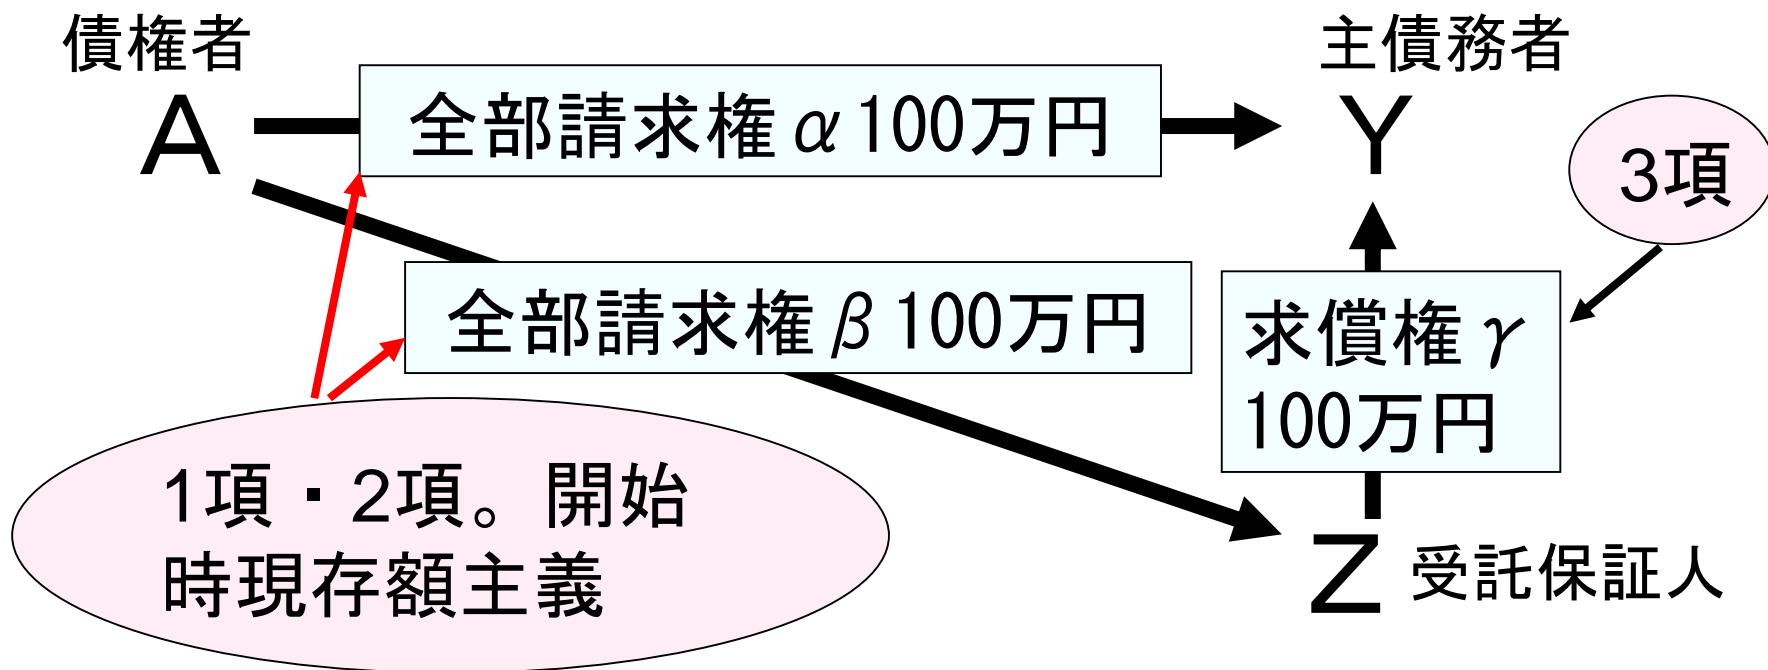 債権者
主債務者
A
全部請求権α100万円
Y
3項
全部請求権β100万円
求償権γ
100万円
1項・2項。開始
時現存額主義
Z 受託保証人